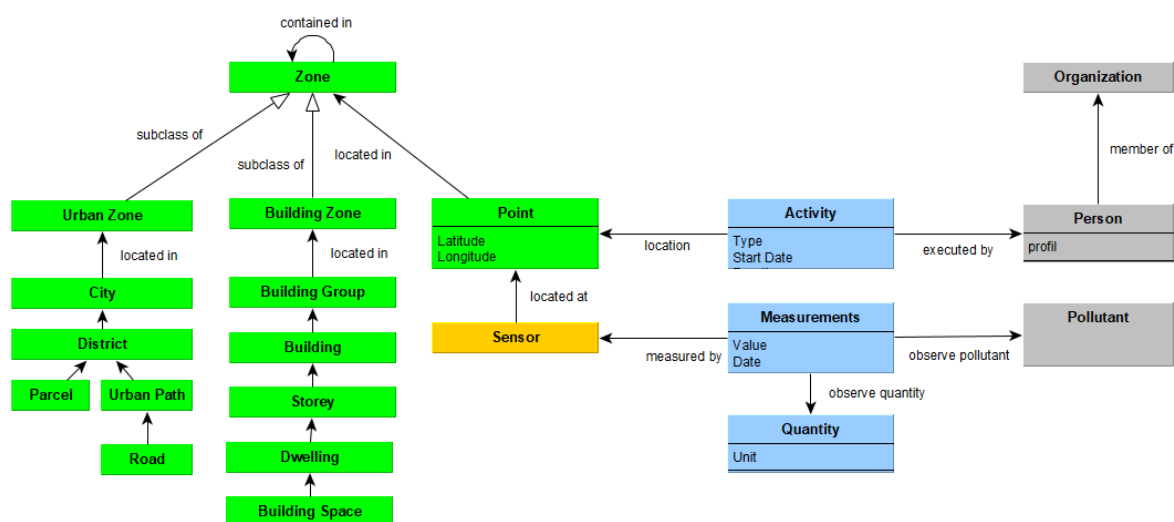 contained in
Zone
Organization
subclass of
subclass of
located in
member of
Urban Zone
Building Zone
Point
Latitude
Longitude
location
Activity
Type
Start Date
executed by
Person
profil
located in
located in
located at
City
Building Group
District
Building
Sensor
measured by
Measurements
Value
Date
observe pollutant
Pollutant
observe quantity
Parcel
Urban Path
Storey
Quantity
Unit
Road
Dwelling
Building Space